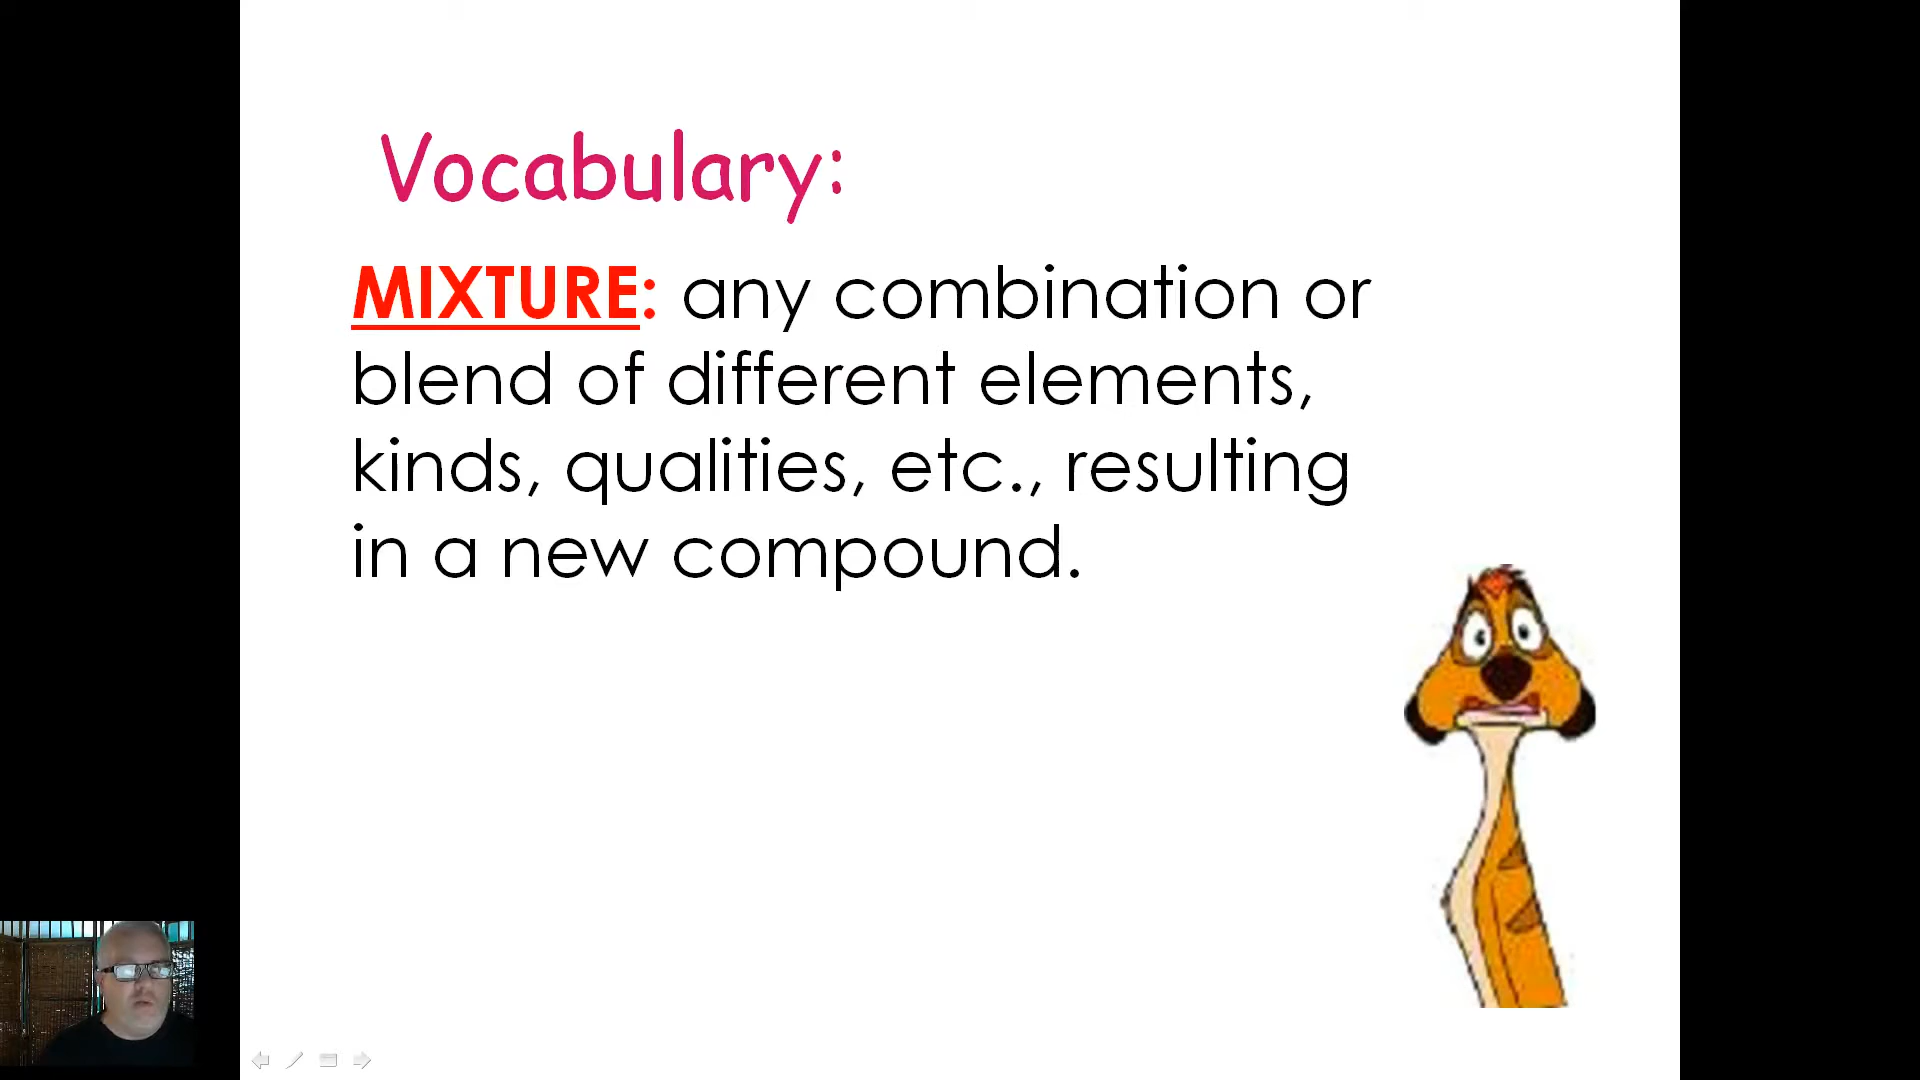 Vocabulary:
MIXTURE: any combination or
blend of different elements,
kinds, qualities, etc., resulting
in a new compound.